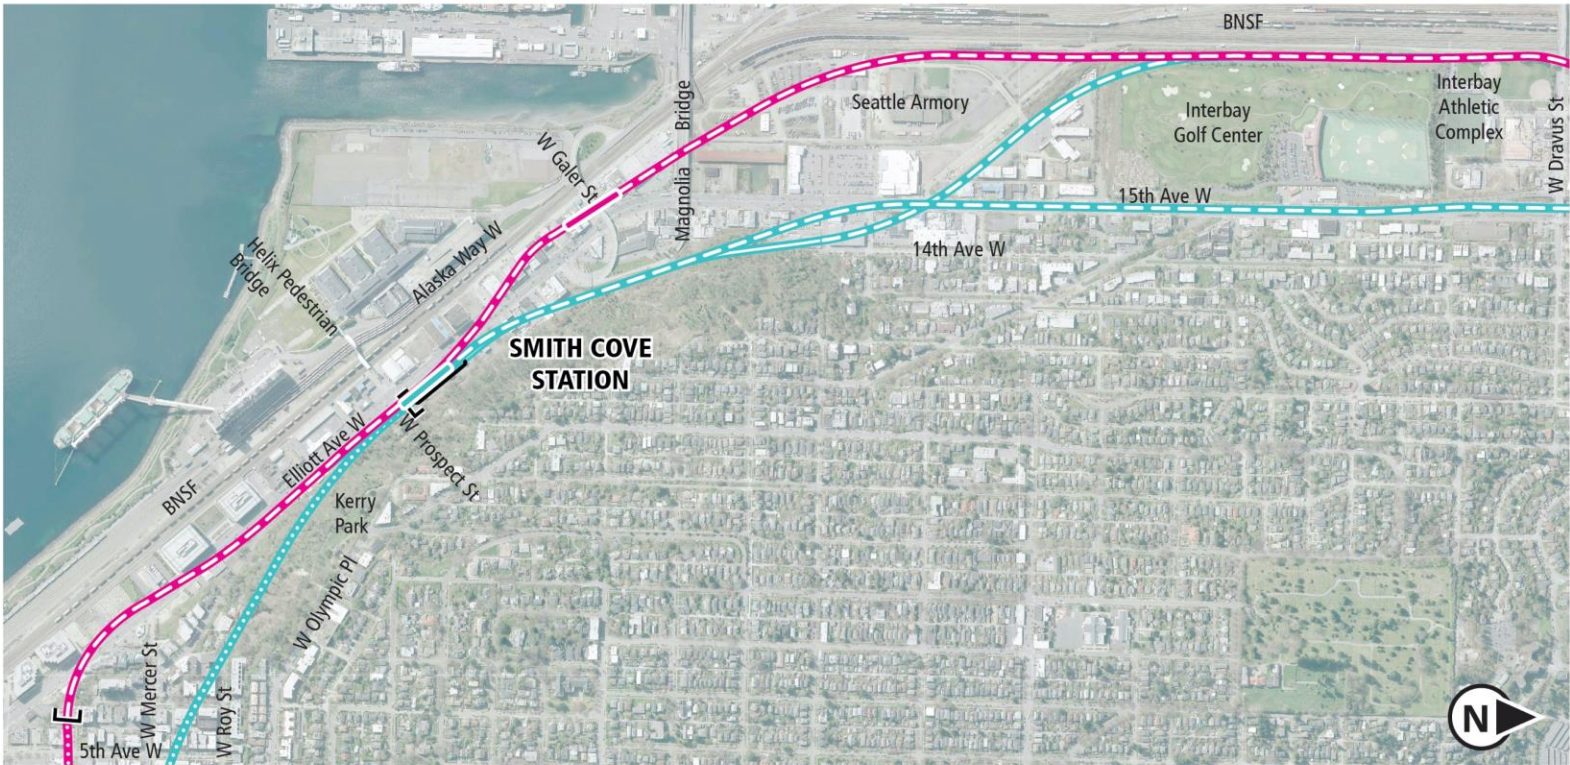 BNSF
Seattle Armory
Interbay
Golf Center
Interbay
Athletic
Complex
W Dravus St
Magnolia Bridge
W Galer St
15th Ave W
14th Ave W
Alaska Way W
Helix Pedestrian
Bridge
SMITH COVE
STATION
W Prospect St
Elliott Ave W
BNSF
Kerry
Park
W Olympic Pl
W Mercer St
W Roy St
5th Ave W
N